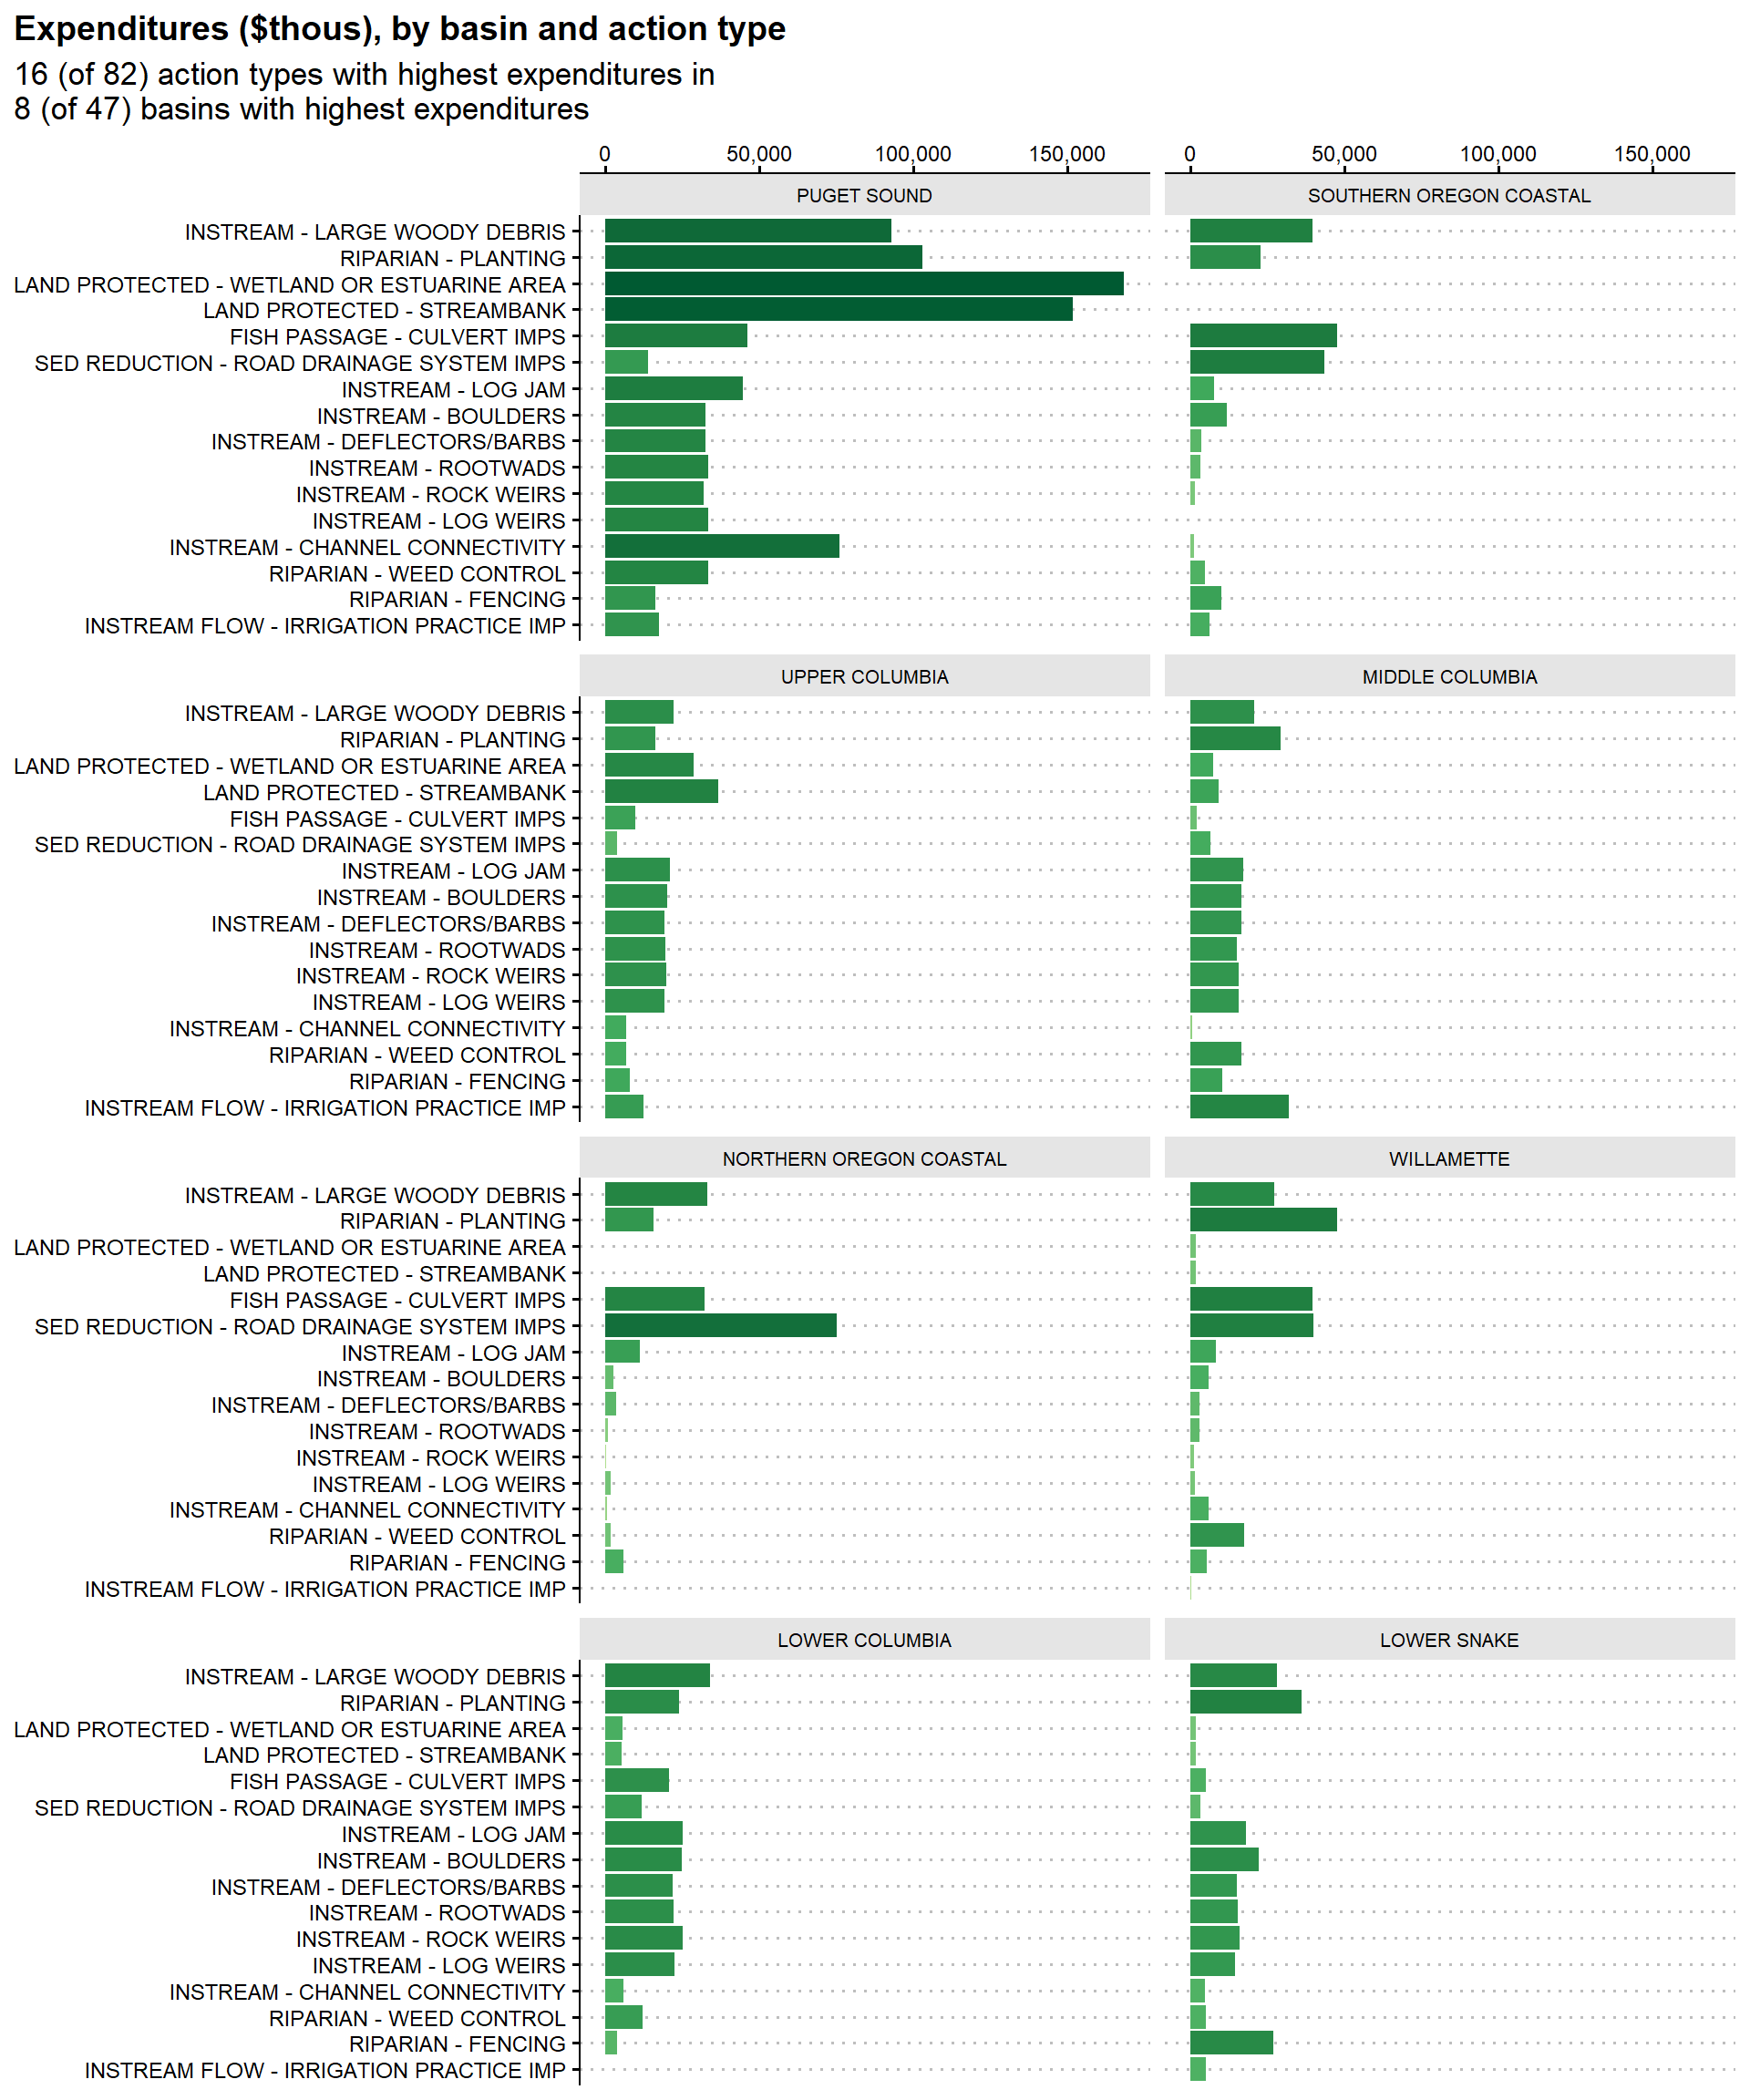 Expenditures ($thous), by basin and action type
16 (of 82) action types with highest expenditures in
8 (of 47) basins with highest expenditures
0 50,000 100,000 150,000 0 50,000 100,000 150,000
PUGET SOUND SOUTHERN OREGON COASTAL
INSTREAM - LARGE WOODY DEBRIS
RIPARIAN - PLANTING
LAND PROTECTED - WETLAND OR ESTUARINE AREA
LAND PROTECTED - STREAMBANK
FISH PASSAGE - CULVERT IMPS
SED REDUCTION - ROAD DRAINAGE SYSTEM IMPS
INSTREAM - LOG JAM
INSTREAM - BOULDERS
INSTREAM - DEFLECTORS/BARBS
INSTREAM - ROOTWADS
INSTREAM - ROCK WEIRS
INSTREAM - LOG WEIRS
INSTREAM - CHANNEL CONNECTIVITY
RIPARIAN - WEED CONTROL
RIPARIAN - FENCING
INSTREAM FLOW - IRRIGATION PRACTICE IMP
UPPER COLUMBIA MIDDLE COLUMBIA
INSTREAM - LARGE WOODY DEBRIS
RIPARIAN - PLANTING
LAND PROTECTED - WETLAND OR ESTUARINE AREA
LAND PROTECTED - STREAMBANK
FISH PASSAGE - CULVERT IMPS
SED REDUCTION - ROAD DRAINAGE SYSTEM IMPS
INSTREAM - LOG JAM
INSTREAM - BOULDERS
INSTREAM - DEFLECTORS/BARBS
INSTREAM - ROOTWADS
INSTREAM - ROCK WEIRS
INSTREAM - LOG WEIRS
INSTREAM - CHANNEL CONNECTIVITY
RIPARIAN - WEED CONTROL
RIPARIAN - FENCING
INSTREAM FLOW - IRRIGATION PRACTICE IMP
NORTHERN OREGON COASTAL WILLAMETTE
INSTREAM - LARGE WOODY DEBRIS
RIPARIAN - PLANTING
LAND PROTECTED - WETLAND OR ESTUARINE AREA
LAND PROTECTED - STREAMBANK
FISH PASSAGE - CULVERT IMPS
SED REDUCTION - ROAD DRAINAGE SYSTEM IMPS
INSTREAM - LOG JAM
INSTREAM - BOULDERS
INSTREAM - DEFLECTORS/BARBS
INSTREAM - ROOTWADS
INSTREAM - ROCK WEIRS
INSTREAM - LOG WEIRS
INSTREAM - CHANNEL CONNECTIVITY
RIPARIAN - WEED CONTROL
RIPARIAN - FENCING
INSTREAM FLOW - IRRIGATION PRACTICE IMP
LOWER COLUMBIA LOWER SNAKE
INSTREAM - LARGE WOODY DEBRIS
RIPARIAN - PLANTING
LAND PROTECTED - WETLAND OR ESTUARINE AREA
LAND PROTECTED - STREAMBANK
FISH PASSAGE - CULVERT IMPS
SED REDUCTION - ROAD DRAINAGE SYSTEM IMPS
INSTREAM - LOG JAM
INSTREAM - BOULDERS
INSTREAM - DEFLECTORS/BARBS
INSTREAM - ROOTWADS
INSTREAM - ROCK WEIRS
INSTREAM - LOG WEIRS
INSTREAM - CHANNEL CONNECTIVITY
RIPARIAN - WEED CONTROL
RIPARIAN - FENCING
INSTREAM FLOW - IRRIGATION PRACTICE IMP